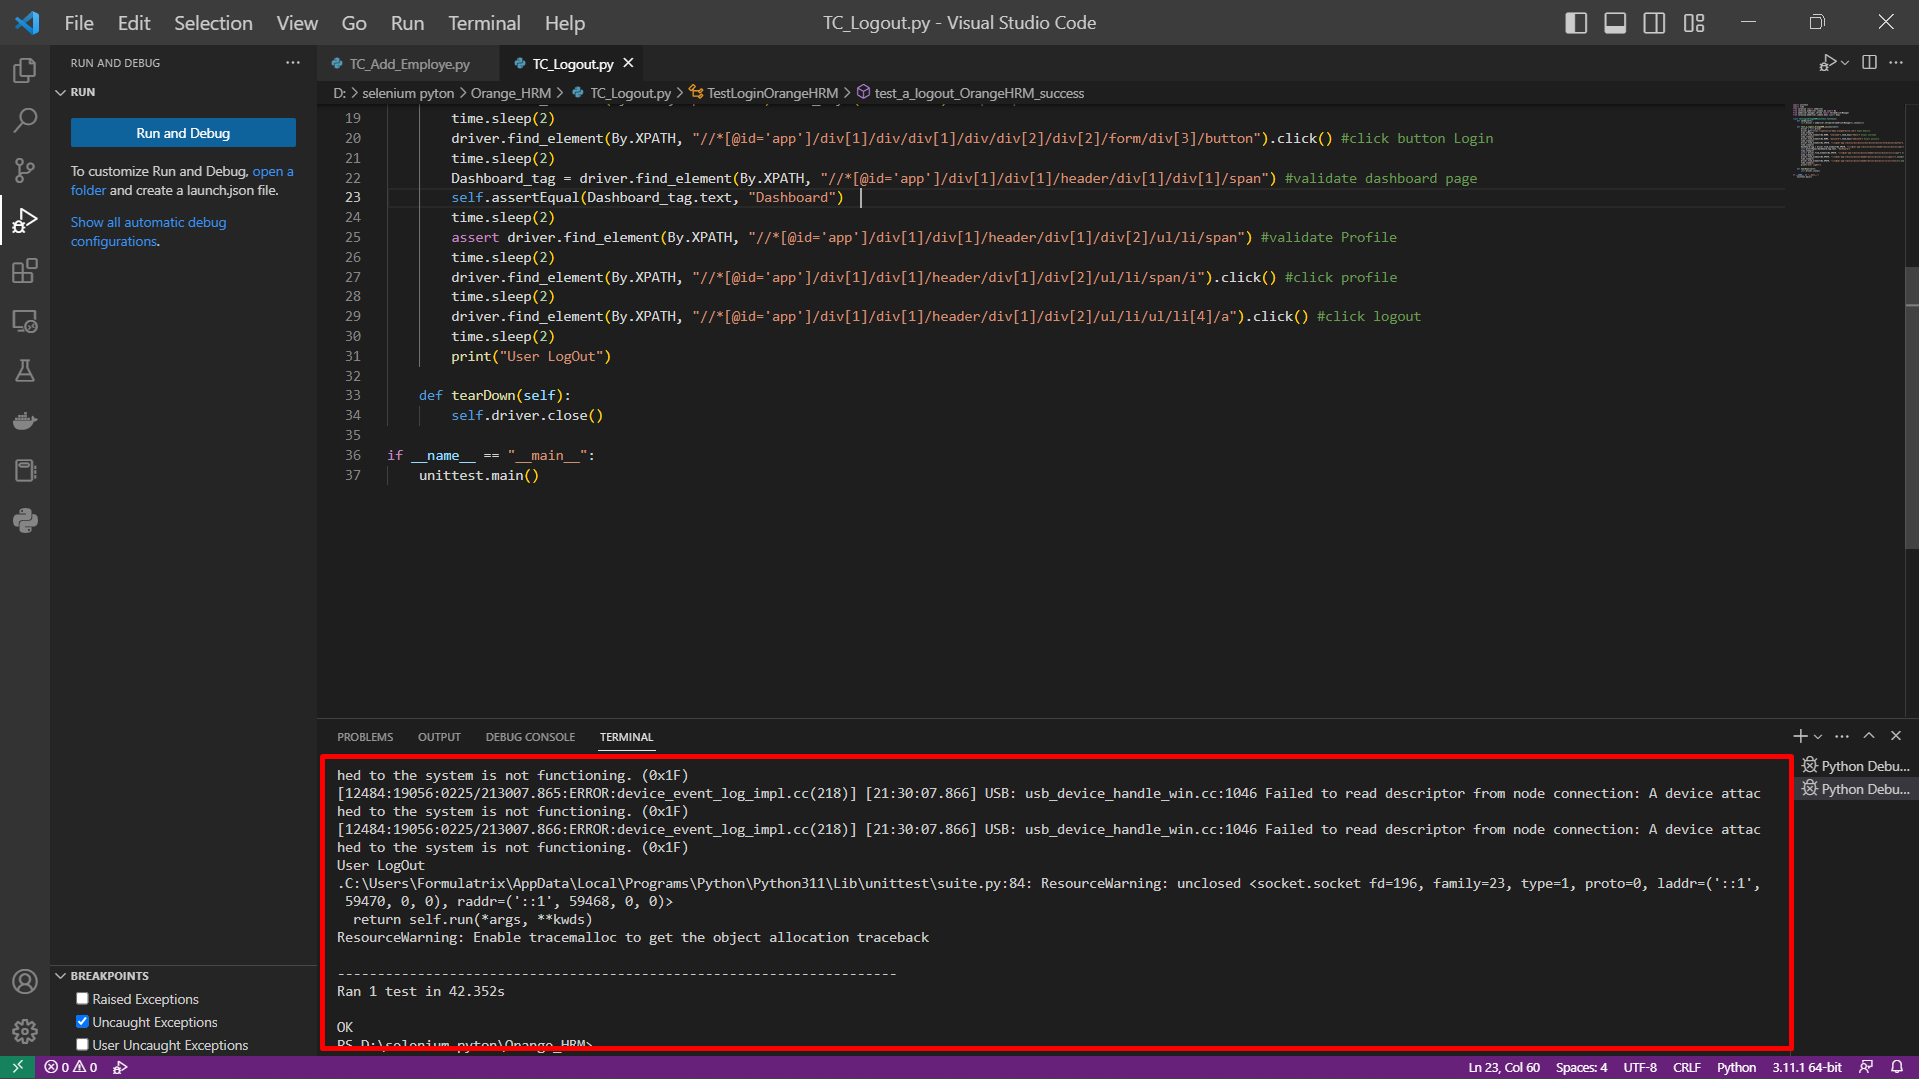 File Edit Selection View Go Run Terminal Help
TC_Logout.py - Visual Studio Code
RUN AND DEBUG
RUN
Run and Debug
To customize Run and Debug, open a
folder and create a launch.json file.
Show all automatic debug
configurations.
TC_Add_Employe.py
TC_Logout.py
D: > selenium pyton > Orange_HRM > TC_Logout.py > TestLoginOrangeHRM > test_a_logout_OrangeHRM_success
19 time.sleep(2)
20 driver.find_element(By.XPATH, "//*[@id='app']/div[1]/div/div[1]/div/div[2]/div[2]/form/div[3]/button").click() #click button Login
21 time.sleep(2)
22 Dashboard_tag = driver.find_element(By.XPATH, "//*[@id='app']/div[1]/div[1]/header/div[1]/div[1]/span") #validate dashboard page
23 self.assertEqual(Dashboard_tag.text, "Dashboard")
24 time.sleep(2)
25 assert driver.find_element(By.XPATH, "//*[@id='app']/div[1]/div[1]/header/div[1]/div[2]/ul/li/span") #validate Profile
26 time.sleep(2)
27 driver.find_element(By.XPATH, "//*[@id='app']/div[1]/div[1]/header/div[1]/div[2]/ul/li/span/i").click() #click profile
28 time.sleep(2)
29 driver.find_element(By.XPATH, "//*[@id='app']/div[1]/div[1]/header/div[1]/div[2]/ul/li/ul/li[4]/a").click() #click logout
30 time.sleep(2)
31 print("User LogOut")
32
33 def tearDown(self):
34 self.driver.close()
35
36 if __name__ == "__main__":
37 unittest.main()
PROBLEMS OUTPUT DEBUG CONSOLE TERMINAL
hed to the system is not functioning. (0x1F)
[12484:19056:0225/213007.865:ERROR:device_event_log_impl.cc(218)] [21:30:07.866] USB: usb_device_handle_win.cc:1046 Failed to read descriptor from node connection: A device attac
hed to the system is not functioning. (0x1F)
[12484:19056:0225/213007.866:ERROR:device_event_log_impl.cc(218)] [21:30:07.866] USB: usb_device_handle_win.cc:1046 Failed to read descriptor from node connection: A device attac
hed to the system is not functioning. (0x1F)
User LogOut
.C:\Users\Formulatrix\AppData\Local\Programs\Python\Python311\Lib\unittest\suite.py:84: ResourceWarning: unclosed <socket.socket fd=196, family=23, type=1, proto=0, laddr=('::1',
59470, 0, 0), raddr=('::1', 59468, 0, 0)>
return self.run(*args, **kwds)
ResourceWarning: Enable tracemalloc to get the object allocation traceback
----------------------------------------------------------------------
Ran 1 test in 42.352s
OK
PS D:\selenium pyton\Orange_HRM>
Python Debu...
Python Debu...
BREAKPOINTS
Raised Exceptions
Uncaught Exceptions
User Uncaught Exceptions
0 0
Ln 23, Col 60 Spaces: 4 UTF-8 CRLF Python 3.11.1 64-bit